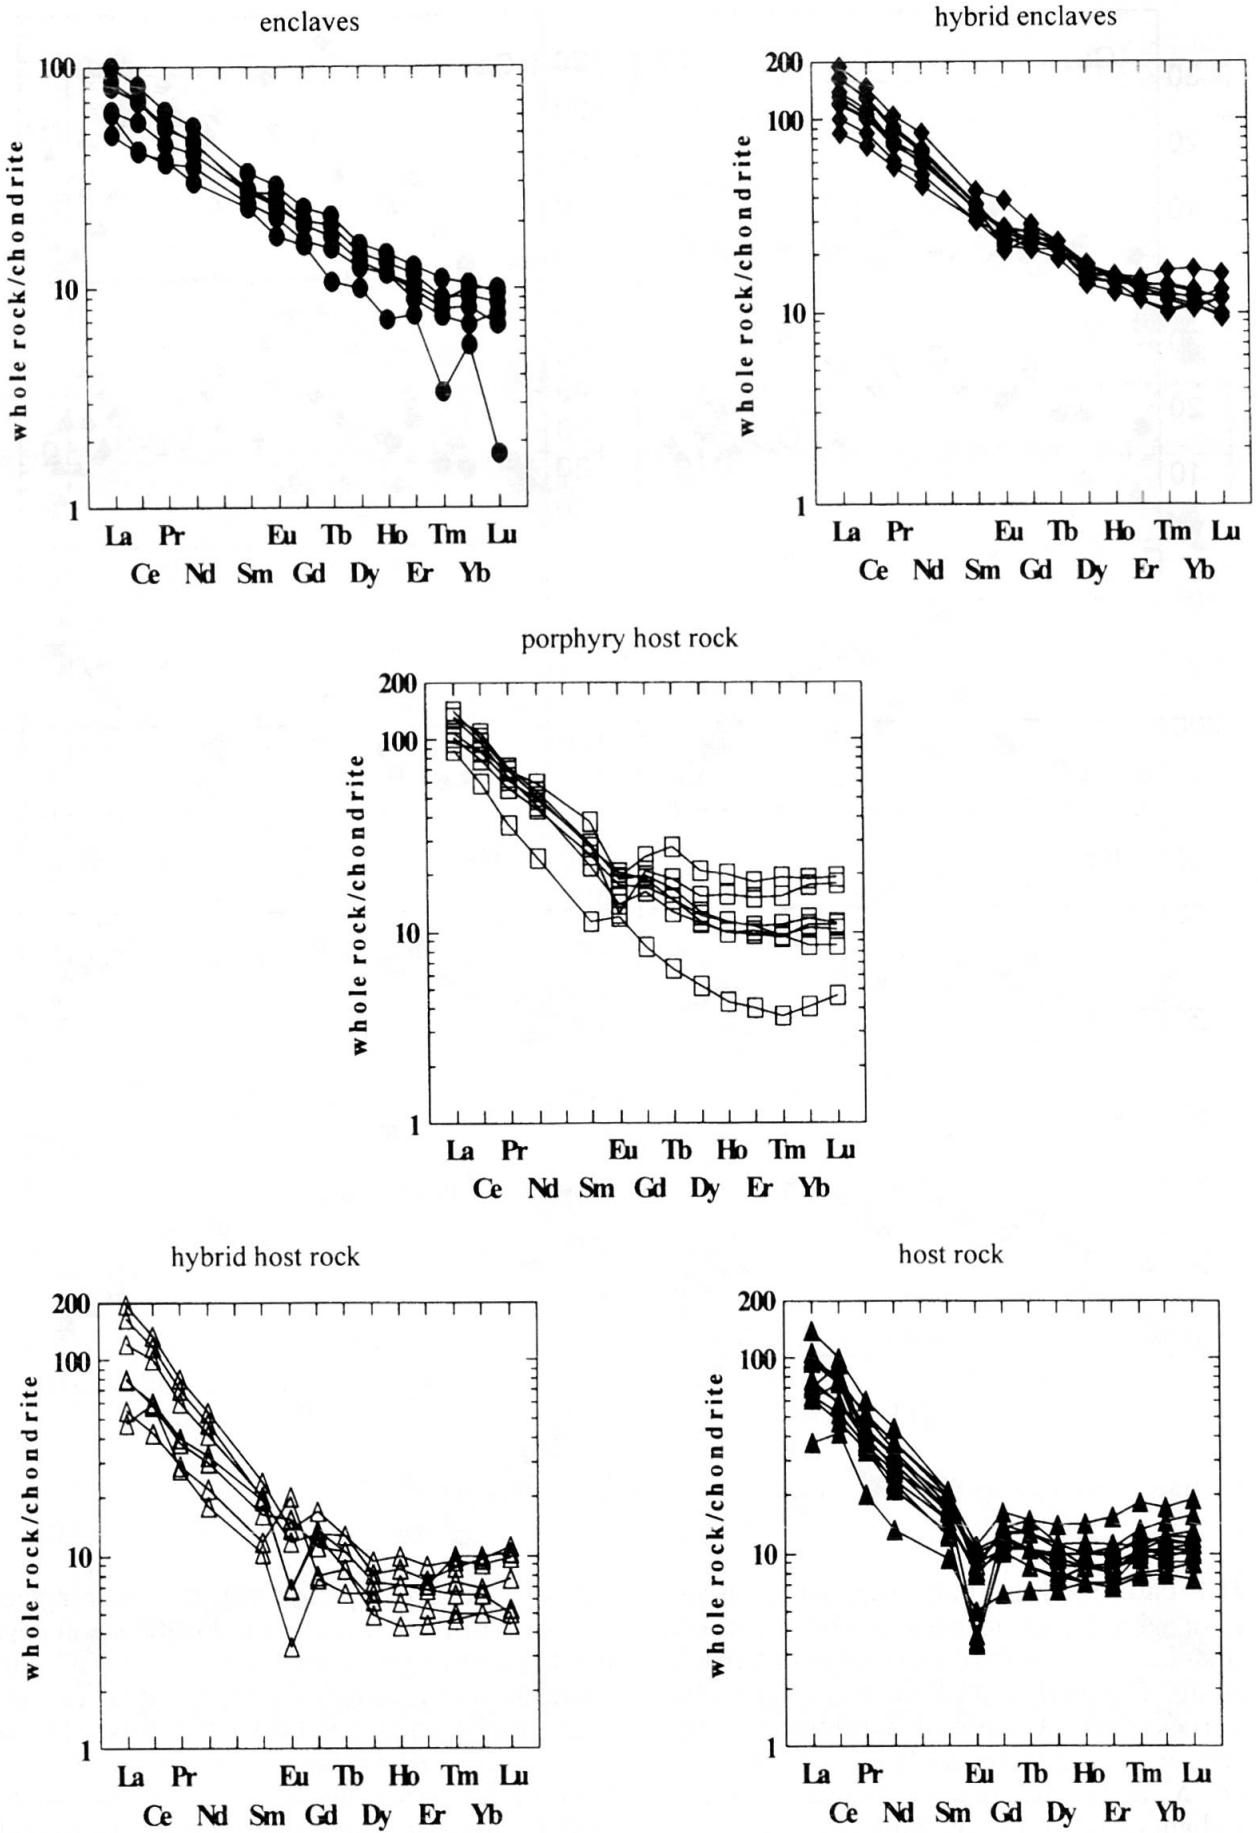 enclaves
100
10
1
whole rock/chondrite
La Pr Eu Tb Ho Tm Lu
Ce Nd Sm Gd Dy Er Yb
hybrid enclaves
200
100
10
1
whole rock/chondrite
La Pr Eu Tb Ho Tm Lu
Ce Nd Sm Gd Dy Er Yb
porphyry host rock
200
100
10
1
whole rock/chondrite
La Pr Eu Tb Ho Tm Lu
Ce Nd Sm Gd Dy Er Yb
hybrid host rock
200
100
10
1
whole rock/chondrite
La Pr Eu Tb Ho Tm Lu
Ce Nd Sm Gd Dy Er Yb
host rock
200
100
10
1
whole rock/chondrite
La Pr Eu Tb Ho Tm Lu
Ce Nd Sm Gd Dy Er Yb